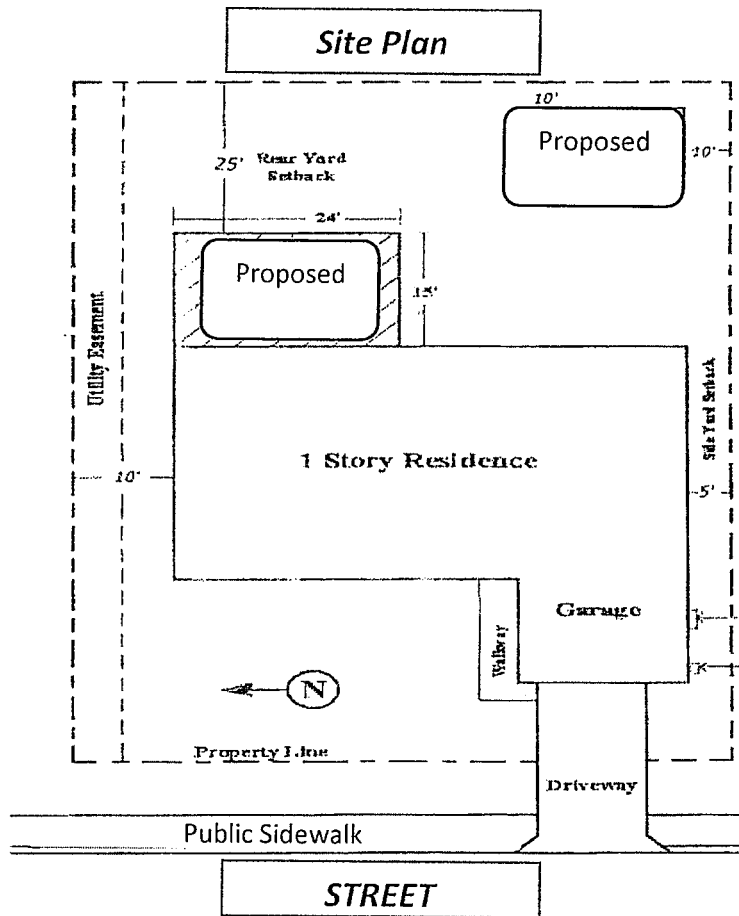 Site Plan
10'
Proposed
10'
25'
Rear Yard
Setback
24'
Proposed
15'
Utility Easement
Side Yard Setback
1 Story Residence
10'
5'
Garage
Walkway
N
Property Line
Driveway
Public Sidewalk
STREET